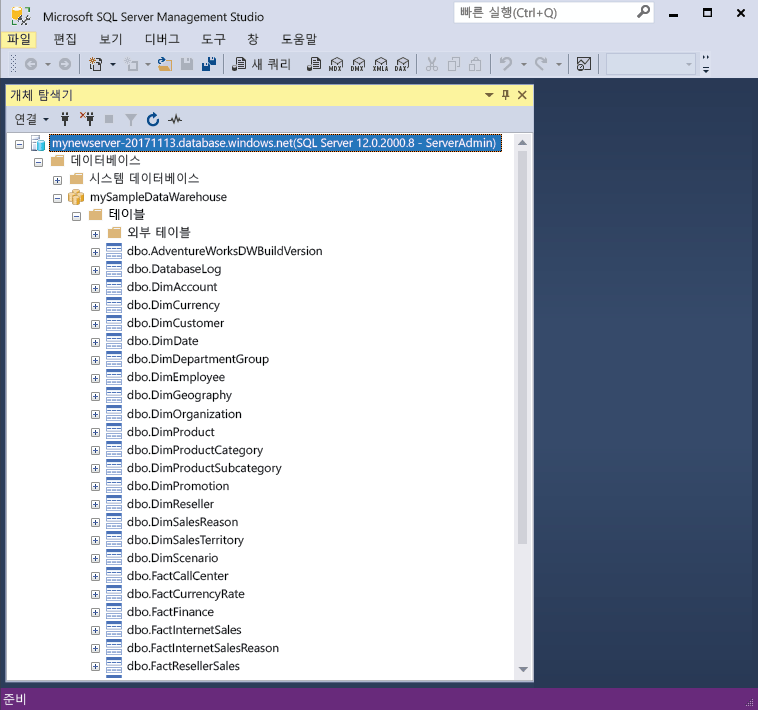 Microsoft SQL Server Management Studio
빠른 실행(Ctrl+Q)
파일 편집 보기 디버그 도구 창 도움말
새 쿼리 MDX DMX XMLA DAX
개체 탐색기
연결
mynewserver-20171113.database.windows.net(SQL Server 12.0.2000.8 - ServerAdmin)
데이터베이스
시스템 데이터베이스
mySampleDataWarehouse
테이블
외부 테이블
dbo.AdventureWorksDWBuildVersion
dbo.DatabaseLog
dbo.DimAccount
dbo.DimCurrency
dbo.DimCustomer
dbo.DimDate
dbo.DimDepartmentGroup
dbo.DimEmployee
dbo.DimGeography
dbo.DimOrganization
dbo.DimProduct
dbo.DimProductCategory
dbo.DimProductSubcategory
dbo.DimPromotion
dbo.DimReseller
dbo.DimSalesReason
dbo.DimSalesTerritory
dbo.DimScenario
dbo.FactCallCenter
dbo.FactCurrencyRate
dbo.FactFinance
dbo.FactInternetSales
dbo.FactInternetSalesReason
dbo.FactResellerSales
준비